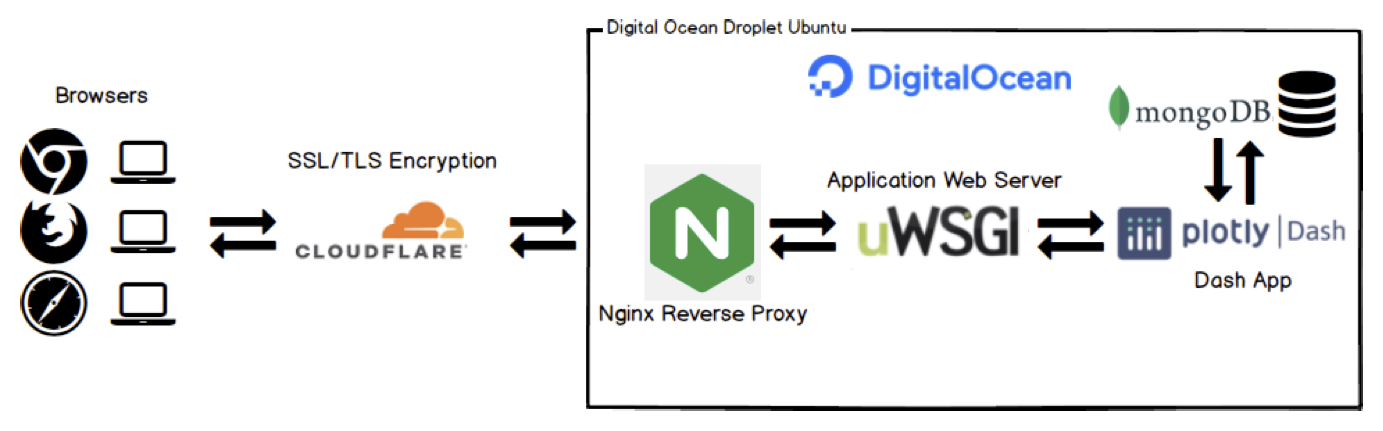 Digital Ocean Droplet Ubuntu
DigitalOcean
Browsers
mongoDB
SSL/TLS Encryption
Application Web Server
N
uWSGI
plotly | Dash
CLOUDFLARE
Dash App
Nginx Reverse Proxy